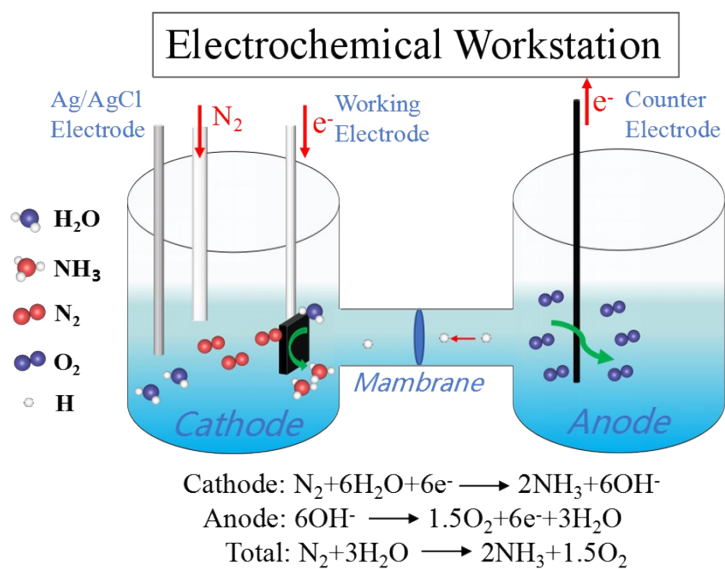 Electrochemical Workstation
Ag/AgCl
Electrode
N₂
e⁻
Working
Electrode
e⁻
Counter
Electrode
H₂O
NH₃
N₂
O₂
H
Mambrane
Cathode
Anode
Cathode: N₂+6H₂O+6e⁻ ⟶ 2NH₃+6OH⁻
Anode: 6OH⁻ ⟶ 1.5O₂+6e⁻+3H₂O
Total: N₂+3H₂O ⟶ 2NH₃+1.5O₂